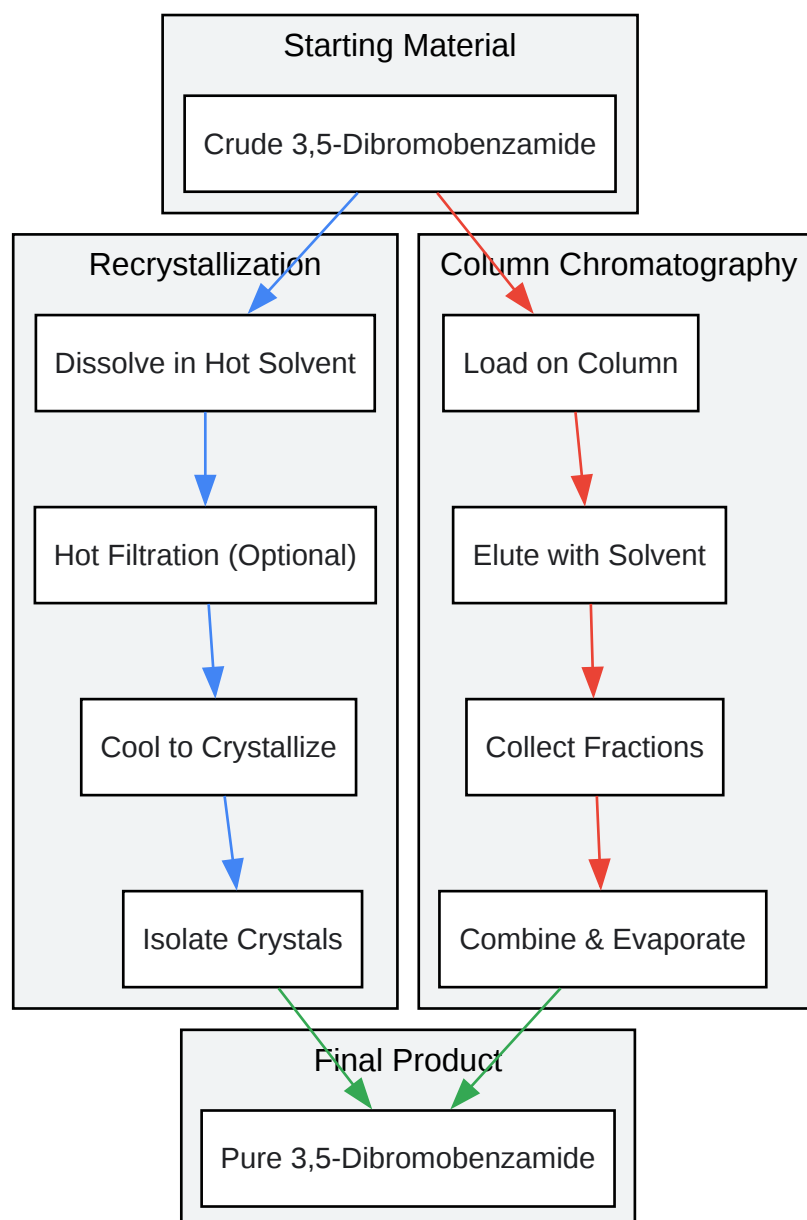 Starting Material
Crude 3,5-Dibromobenzamide
Recrystallization
Dissolve in Hot Solvent
Hot Filtration (Optional)
Cool to Crystallize
Isolate Crystals
Column Chromatography
Load on Column
Elute with Solvent
Collect Fractions
Combine & Evaporate
Final Product
Pure 3,5-Dibromobenzamide